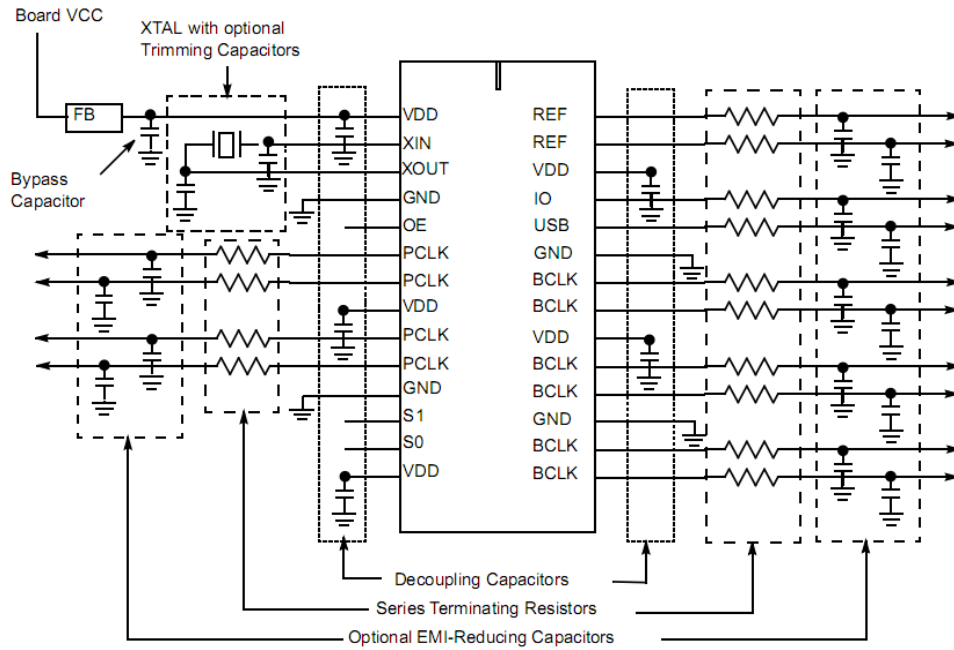 Board VCC
XTAL with optional
Trimming Capacitors
FB
Bypass
Capacitor
VDD
XIN
XOUT
GND
OE
PCLK
PCLK
VDD
PCLK
PCLK
GND
S1
S0
VDD
REF
REF
VDD
IO
USB
GND
BCLK
BCLK
VDD
BCLK
BCLK
GND
BCLK
BCLK
Decoupling Capacitors
Series Terminating Resistors
Optional EMI-Reducing Capacitors